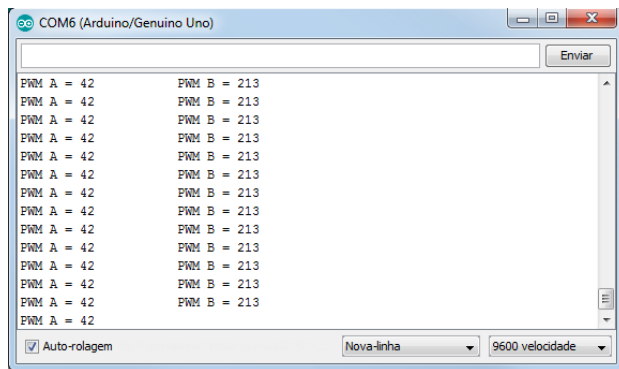 COM6 (Arduino/Genuino Uno)
Enviar
PWM A = 42 PWM B = 213
PWM A = 42 PWM B = 213
PWM A = 42 PWM B = 213
PWM A = 42 PWM B = 213
PWM A = 42 PWM B = 213
PWM A = 42 PWM B = 213
PWM A = 42 PWM B = 213
PWM A = 42 PWM B = 213
PWM A = 42 PWM B = 213
PWM A = 42 PWM B = 213
PWM A = 42 PWM B = 213
PWM A = 42 PWM B = 213
PWM A = 42 PWM B = 213
PWM A = 42
Auto-rolagem Nova-linha 9600 velocidade